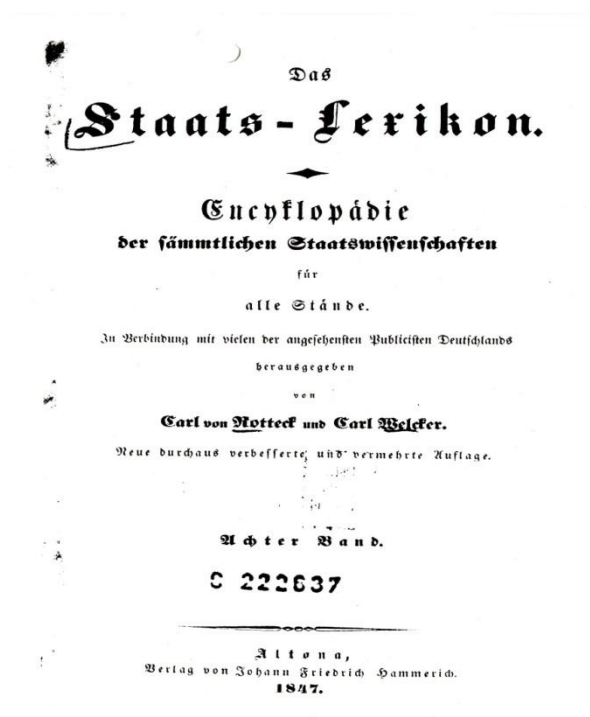 Das
Staats-Lexikon.
Encyklopädie
der sämmtlichen Staatswissenschaften
für
alle Stände.
In Verbindung mit vielen der angesehensten Publicisten Deutschlands
herausgegeben
von
Carl von Rotteck und Carl Welcker.
Neue durchaus verbesserte und vermehrte Auflage.
Achter Band.
C 222637
Altona,
Verlag von Johann Friedrich Hammerich.
1847.